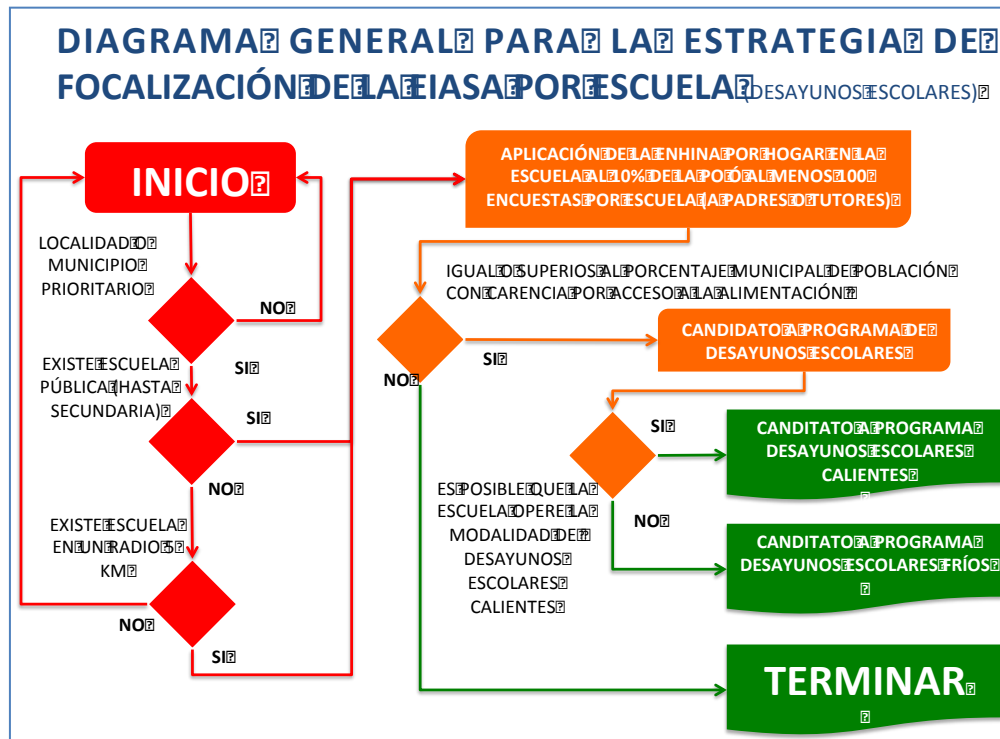 DIAGRAMA GENERAL PARA LA ESTRATEGIA DE
FOCALIZACIÓN DE LA EIASA POR ESCUELA (DESAYUNOS ESCOLARES)
INICIO
LOCALIDAD O
MUNICIPIO
PRIORITARIO
NO
SI
EXISTE ESCUELA
PÚBLICA (HASTA
SECUNDARIA)
SI
NO
EXISTE ESCUELA
EN UN RADIO 5
KM
NO
SI
APLICACIÓN DE LA ENHINA POR HOGAR EN LA
ESCUELA AL 10% DE LA PO Ó AL MENOS 100
ENCUESTAS POR ESCUELA (A PADRES O TUTORES)
IGUAL O SUPERIOS AL PORCENTAJE MUNICIPAL DE POBLACIÓN
CON CARENCIA POR ACCESO A LA ALIMENTACIÓN
SI
NO
CANDIDATO A PROGRAMA DE
DESAYUNOS ESCOLARES
ES POSIBLE QUE LA
ESCUELA OPERE LA
MODALIDAD DE
DESAYUNOS
ESCOLARES
CALIENTES
SI
NO
CANDITATO A PROGRAMA
DESAYUNOS ESCOLARES
CALIENTES
CANDITATO A PROGRAMA
DESAYUNOS ESCOLARES FRÍOS
TERMINAR